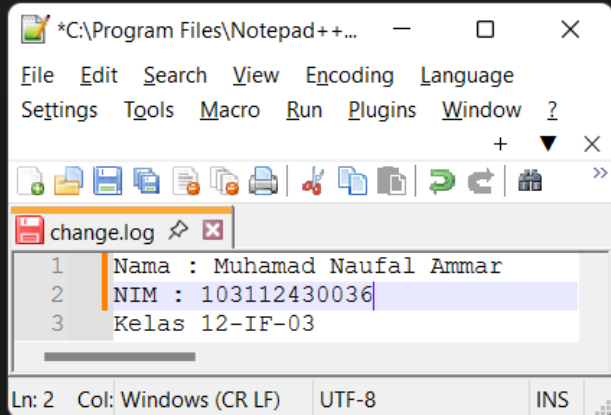 *C:\Program Files\Notepad++...
File Edit Search View Encoding Language
Settings Tools Macro Run Plugins Window ?
change.log
1 Nama : Muhamad Naufal Ammar
2 NIM : 103112430036
3 Kelas 12-IF-03
Ln: 2 Col: Windows (CR LF) UTF-8 INS